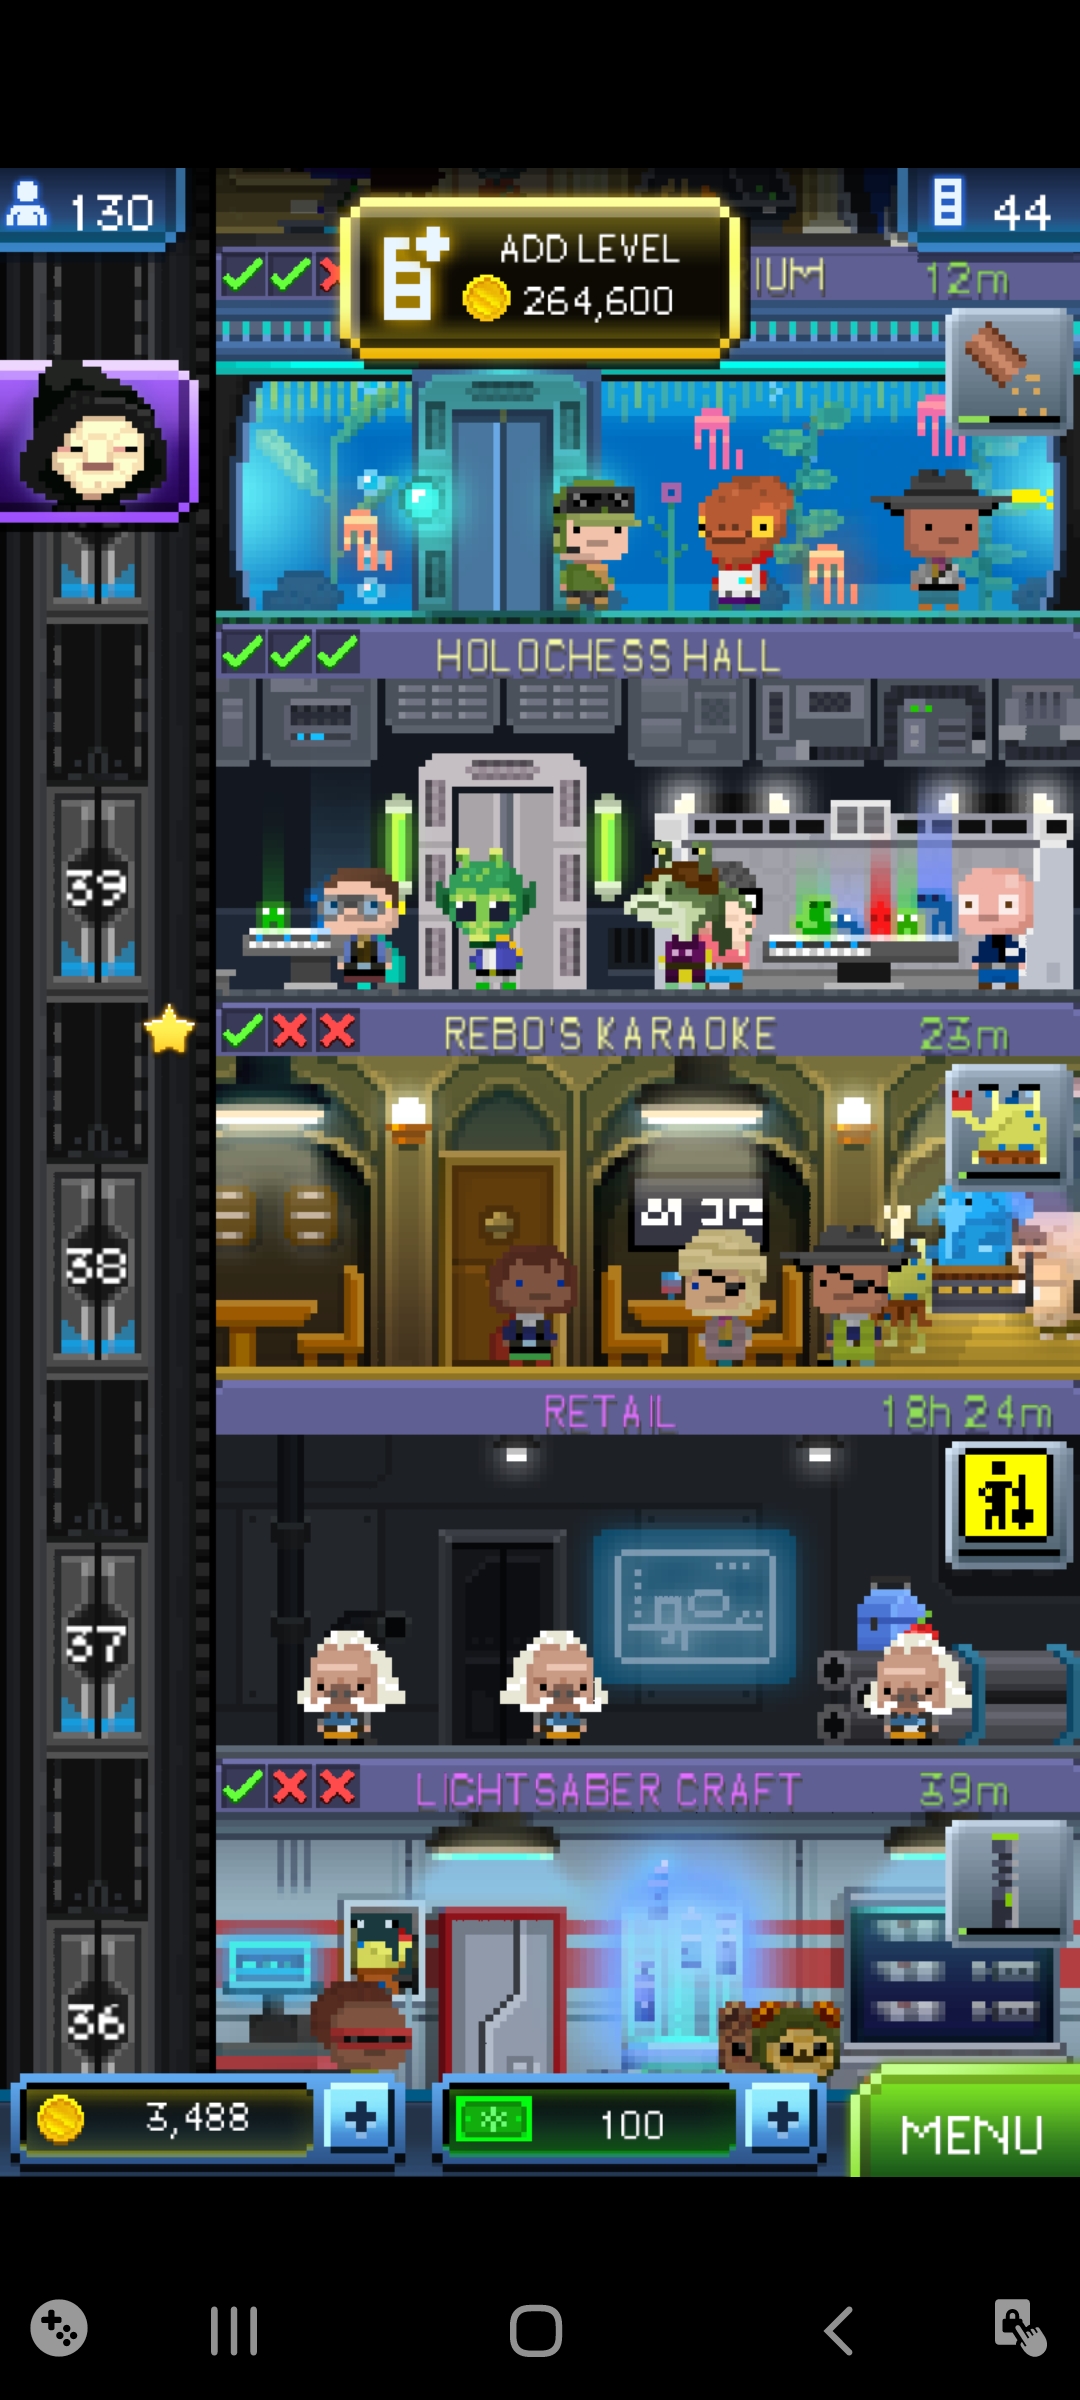 130
ADD LEVEL
264,600
44
IUM
12m
HOLOCHESS HALL
39
REBO'S KARAOKE
23m
38
RETAIL
18h 24m
37
LIGHTSABER CRAFT
39m
36
3,488
100
MENU